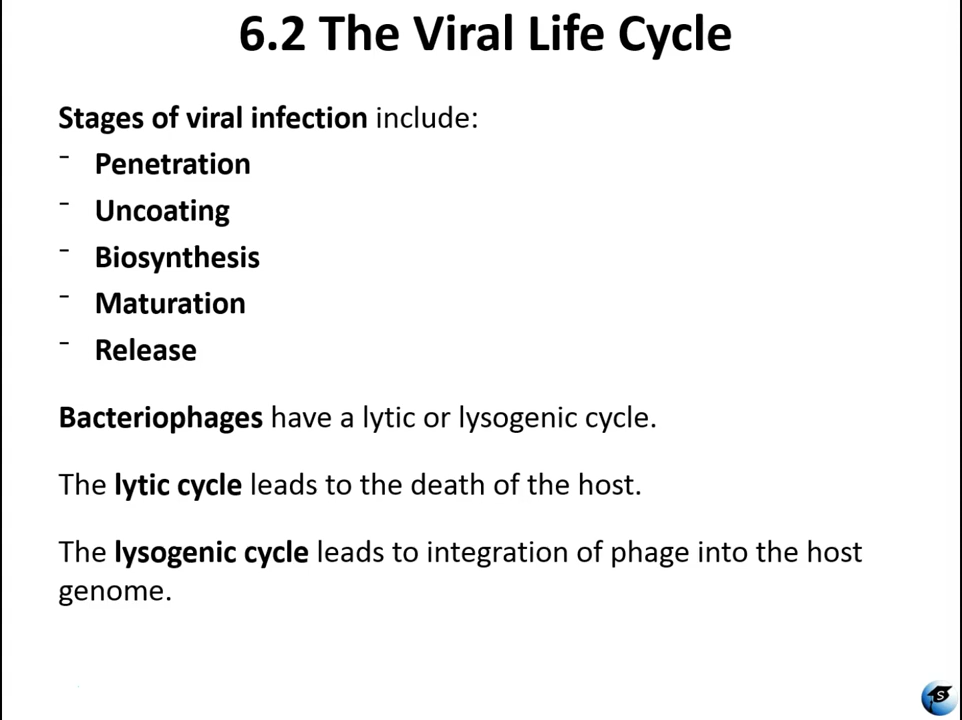 6.2 The Viral Life Cycle
Stages of viral infection include:
- Penetration
- Uncoating
- Biosynthesis
- Maturation
- Release
Bacteriophages have a lytic or lysogenic cycle.
The lytic cycle leads to the death of the host.
The lysogenic cycle leads to integration of phage into the host
genome.
S